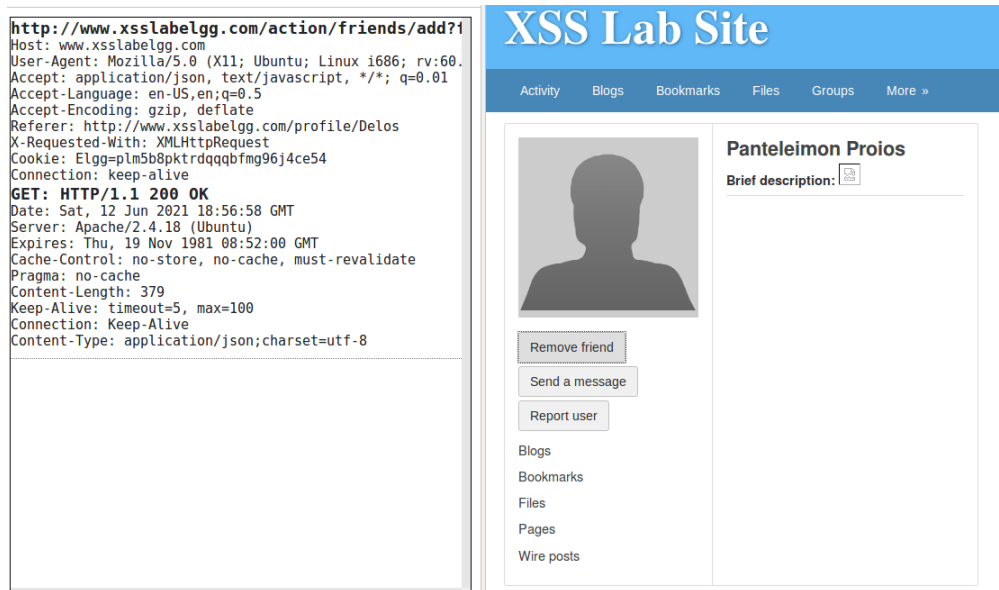 http://www.xsslabelgg.com/action/friends/add?f
Host: www.xsslabelgg.com
User-Agent: Mozilla/5.0 (X11; Ubuntu; Linux i686; rv:60.
Accept: application/json, text/javascript, */*; q=0.01
Accept-Language: en-US,en;q=0.5
Accept-Encoding: gzip, deflate
Referer: http://www.xsslabelgg.com/profile/Delos
X-Requested-With: XMLHttpRequest
Cookie: Elgg=plm5b8pktrdqqqbfmg96j4ce54
Connection: keep-alive
GET: HTTP/1.1 200 OK
Date: Sat, 12 Jun 2021 18:56:58 GMT
Server: Apache/2.4.18 (Ubuntu)
Expires: Thu, 19 Nov 1981 08:52:00 GMT
Cache-Control: no-store, no-cache, must-revalidate
Pragma: no-cache
Content-Length: 379
Keep-Alive: timeout=5, max=100
Connection: Keep-Alive
Content-Type: application/json;charset=utf-8
XSS Lab Site
Activity Blogs Bookmarks Files Groups More »
Panteleimon Proios
Brief description:
Remove friend
Send a message
Report user
Blogs
Bookmarks
Files
Pages
Wire posts